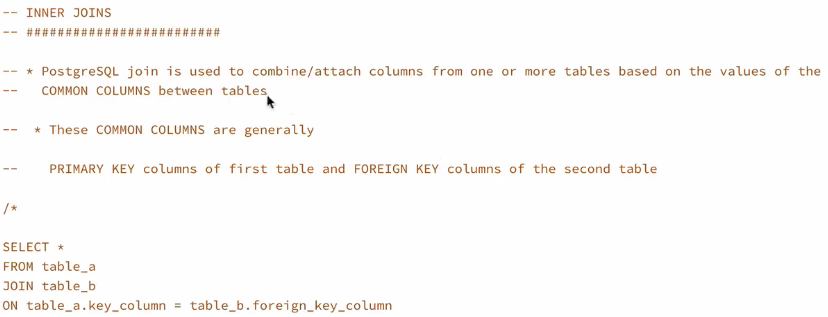 -- INNER JOINS
-- #########################
-- * PostgreSQL join is used to combine/attach columns from one or more tables based on the values of the
-- COMMON COLUMNS between tables
-- * These COMMON COLUMNS are generally
-- PRIMARY KEY columns of first table and FOREIGN KEY columns of the second table
/*
SELECT *
FROM table_a
JOIN table_b
ON table_a.key_column = table_b.foreign_key_column